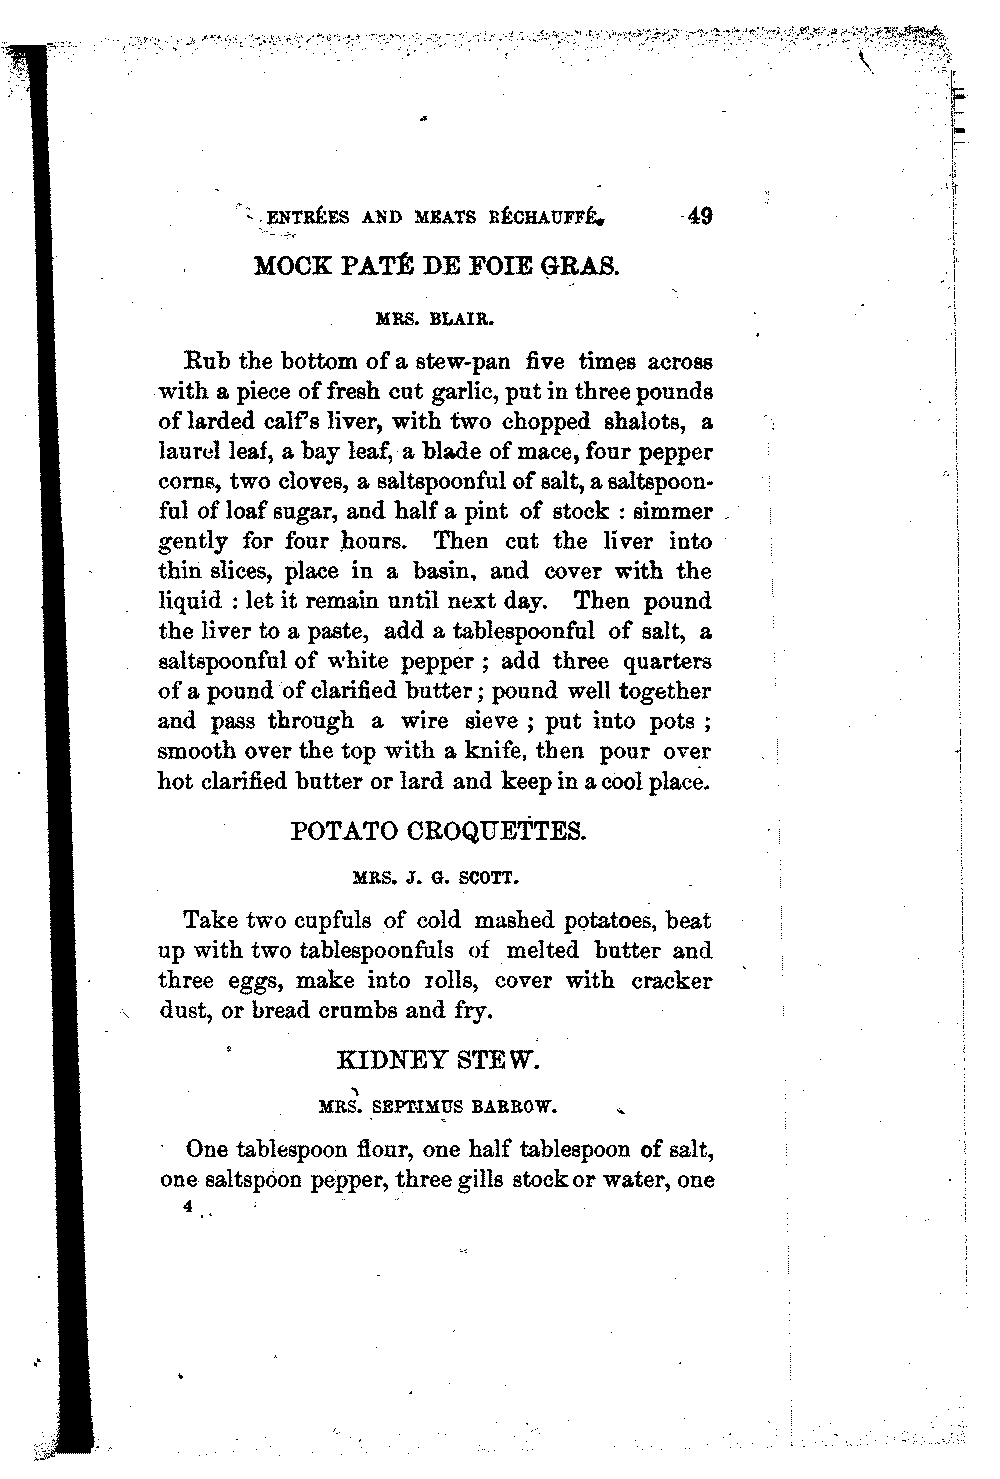 ENTRÉES AND MEATS RÉCHAUFFÉ. 49
MOCK PATÉ DE FOIE GRAS.
MRS. BLAIR.
Rub the bottom of a stew-pan five times across
with a piece of fresh cut garlic, put in three pounds
of larded calf's liver, with two chopped shalots, a
laurel leaf, a bay leaf, a blade of mace, four pepper
corns, two cloves, a saltspoonful of salt, a saltspoon-
ful of loaf sugar, and half a pint of stock : simmer
gently for four hours. Then cut the liver into
thin slices, place in a basin, and cover with the
liquid : let it remain until next day. Then pound
the liver to a paste, add a tablespoonful of salt, a
saltspoonful of white pepper ; add three quarters
of a pound of clarified butter ; pound well together
and pass through a wire sieve ; put into pots ;
smooth over the top with a knife, then pour over
hot clarified butter or lard and keep in a cool place.
POTATO CROQUETTES.
MRS. J. G. SCOTT.
Take two cupfuls of cold mashed potatoes, beat
up with two tablespoonfuls of melted butter and
three eggs, make into rolls, cover with cracker
dust, or bread crumbs and fry.
KIDNEY STEW.
MRS. SEPTIMUS BARROW.
One tablespoon flour, one half tablespoon of salt,
one saltspoon pepper, three gills stock or water, one
4